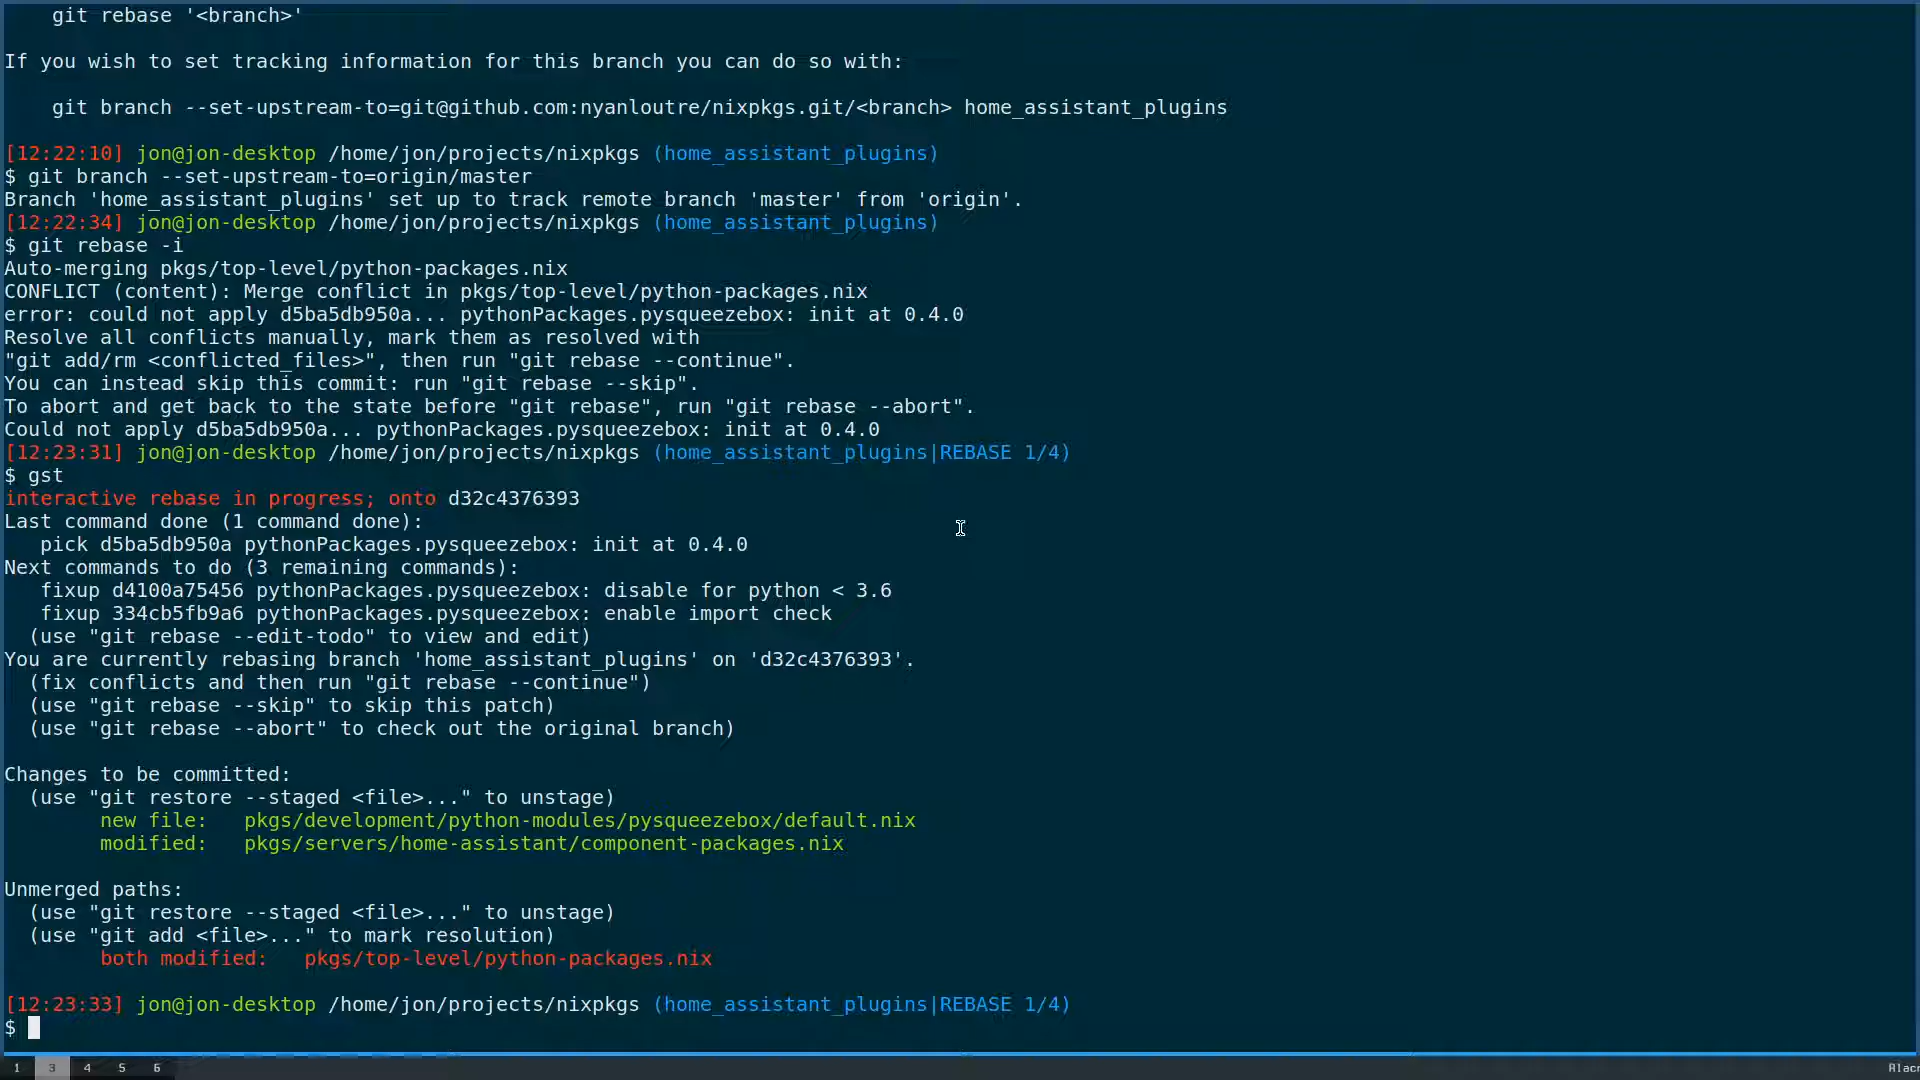 git rebase '<branch>'

If you wish to set tracking information for this branch you can do so with:

    git branch --set-upstream-to=git@github.com:nyanloutre/nixpkgs.git/<branch> home_assistant_plugins

[12:22:10] jon@jon-desktop /home/jon/projects/nixpkgs (home_assistant_plugins)
$ git branch --set-upstream-to=origin/master
Branch 'home_assistant_plugins' set up to track remote branch 'master' from 'origin'.
[12:22:34] jon@jon-desktop /home/jon/projects/nixpkgs (home_assistant_plugins)
$ git rebase -i
Auto-merging pkgs/top-level/python-packages.nix
CONFLICT (content): Merge conflict in pkgs/top-level/python-packages.nix
error: could not apply d5ba5db950a... pythonPackages.pysqueezebox: init at 0.4.0
Resolve all conflicts manually, mark them as resolved with
"git add/rm <conflicted_files>", then run "git rebase --continue".
You can instead skip this commit: run "git rebase --skip".
To abort and get back to the state before "git rebase", run "git rebase --abort".
Could not apply d5ba5db950a... pythonPackages.pysqueezebox: init at 0.4.0
[12:23:31] jon@jon-desktop /home/jon/projects/nixpkgs (home_assistant_plugins|REBASE 1/4)
$ gst
interactive rebase in progress; onto d32c4376393
Last command done (1 command done):
   pick d5ba5db950a pythonPackages.pysqueezebox: init at 0.4.0
Next commands to do (3 remaining commands):
   fixup d4100a75456 pythonPackages.pysqueezebox: disable for python < 3.6
   fixup 334cb5fb9a6 pythonPackages.pysqueezebox: enable import check
  (use "git rebase --edit-todo" to view and edit)
You are currently rebasing branch 'home_assistant_plugins' on 'd32c4376393'.
  (fix conflicts and then run "git rebase --continue")
  (use "git rebase --skip" to skip this patch)
  (use "git rebase --abort" to check out the original branch)

Changes to be committed:
  (use "git restore --staged <file>..." to unstage)
        new file:   pkgs/development/python-modules/pysqueezebox/default.nix
        modified:   pkgs/servers/home-assistant/component-packages.nix

Unmerged paths:
  (use "git restore --staged <file>..." to unstage)
  (use "git add <file>..." to mark resolution)
        both modified:   pkgs/top-level/python-packages.nix

[12:23:33] jon@jon-desktop /home/jon/projects/nixpkgs (home_assistant_plugins|REBASE 1/4)
$
1 3 4 5 6 Alacr